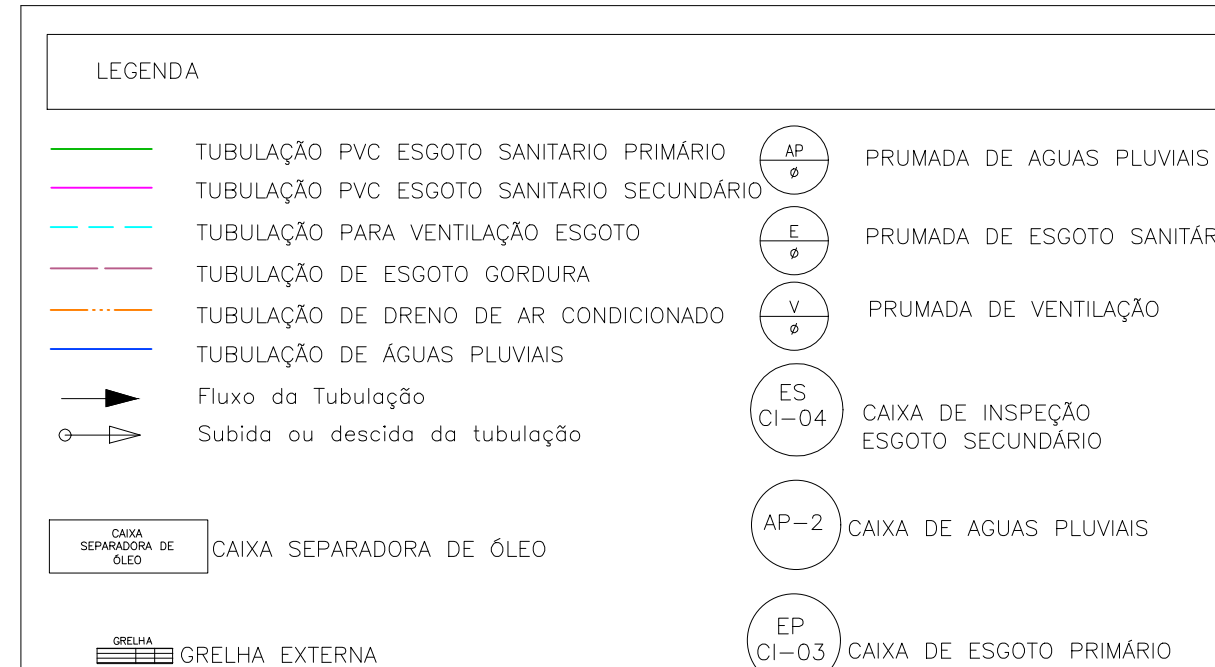 LEGENDA
TUBULAÇÃO PVC ESGOTO SANITARIO PRIMÁRIO
TUBULAÇÃO PVC ESGOTO SANITARIO SECUNDÁRIO
TUBULAÇÃO PARA VENTILAÇÃO ESGOTO
TUBULAÇÃO DE ESGOTO GORDURA
TUBULAÇÃO DE DRENO DE AR CONDICIONADO
TUBULAÇÃO DE ÁGUAS PLUVIAIS
Fluxo da Tubulação
Subida ou descida da tubulação
CAIXA
SEPARADORA DE
ÓLEO
CAIXA SEPARADORA DE ÓLEO
GRELHA
GRELHA EXTERNA
AP
ø
PRUMADA DE AGUAS PLUVIAIS
E
ø
PRUMADA DE ESGOTO
V
ø
PRUMADA DE VENTILAÇÃO
ES
CI-04
CAIXA DE INSPEÇÃO
ESGOTO SECUNDÁRIO
AP-2
CAIXA DE AGUAS PLUVIAIS
EP
CI-03
CAIXA DE ESGOTO PRIMÁRIO